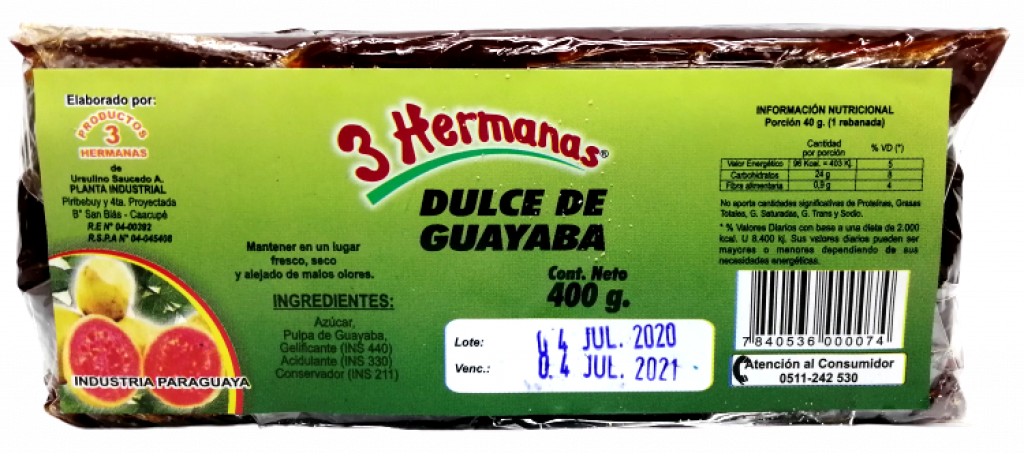 Elaborado por:
PRODUCTOS
3
HERMANAS
de
Ursulino Saucedo A.
PLANTA INDUSTRIAL
Piribebuy y 4ta. Proyectada
B° San Blás - Caacupé
R.E N° 04-00282
R.S.P.A N° 04-045408
INDUSTRIA PARAGUAYA
Mantener en un lugar
fresco, seco
y alejado de malos olores.
INGREDIENTES:
Azúcar,
Pulpa de Guayaba,
Gelificante (INS 440)
Acidulante (INS 330)
Conservador (INS 211)
3 Hermanas®
DULCE DE
GUAYABA
Cont. Neto
400 g.
Lote: 04 JUL. 2020
Venc.: 04 JUL. 2021
INFORMACIÓN NUTRICIONAL
Porción 40 g. (1 rebanada)
Cantidad
por porción % VD (*)
Valor Energético 96 Kcal. = 403 Kj. 5
Carbohidratos 24 g 8
Fibra alimentaria 0,9 g 4
No aporta cantidades significativas de Proteínas, Grasas
Totales, G. Saturadas, G. Trans y Sodio.
* % Valores Diarios con base a una dieta de 2.000
kcal. U 8.400 kj. Sus valores diarios pueden ser
mayores o menores dependiendo de sus
necesidades energéticas.
7 840536 000074
Atención al Consumidor
0511-242 530